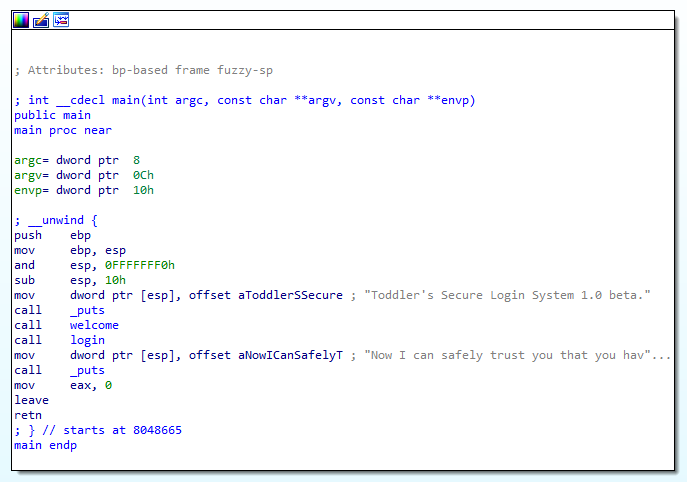 ; Attributes: bp-based frame fuzzy-sp
; int __cdecl main(int argc, const char **argv, const char **envp)
public main
main proc near
argc= dword ptr  8
argv= dword ptr  0Ch
envp= dword ptr  10h
; __unwind {
push    ebp
mov     ebp, esp
and     esp, 0FFFFFFF0h
sub     esp, 10h
mov     dword ptr [esp], offset aToddlerSSecure ; "Toddler's Secure Login System 1.0 beta."
call    _puts
call    welcome
call    login
mov     dword ptr [esp], offset aNowICanSafelyT ; "Now I can safely trust you that you hav"...
call    _puts
mov     eax, 0
leave
retn
; } // starts at 8048665
main endp